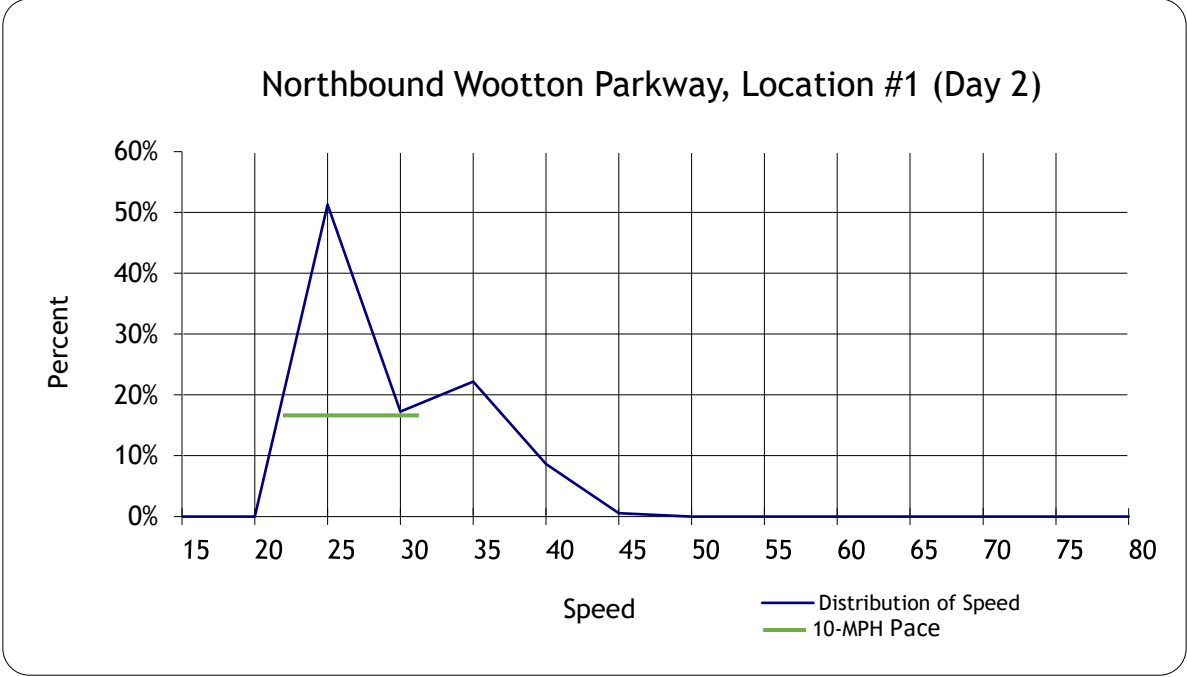 Northbound Wootton Parkway, Location #1 (Day 2)
60%
50%
40%
30%
20%
10%
0%
Percent
15 20 25 30 35 40 45 50 55 60 65 70 75 80
Speed
Distribution of Speed
10-MPH Pace